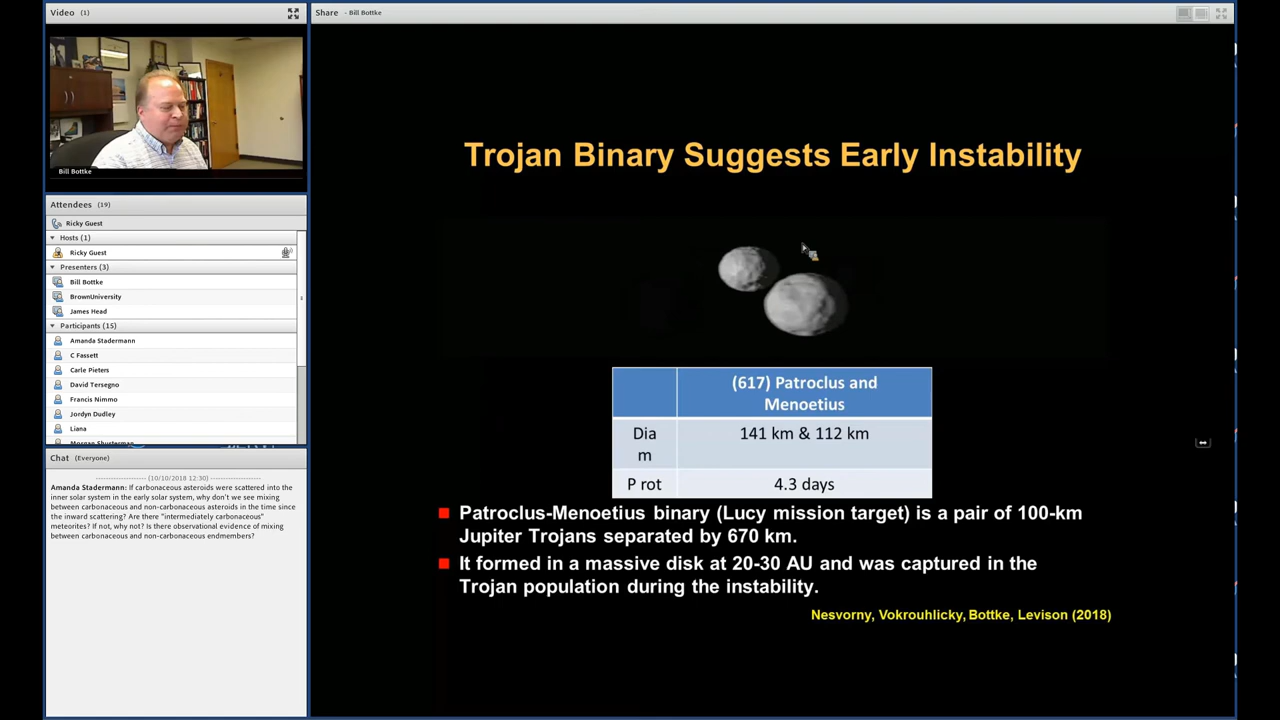 Video (1)
Bill Bottke
Attendees (19)
Ricky Guest
Hosts (1)
Ricky Guest
Presenters (3)
Bill Bottke
BrownUniversity
James Head
Participants (15)
Amanda Stadermann
C Fassett
Carle Pieters
David Tersegno
Francis Nimmo
Jordyn Dudley
Liana
Chat (Everyone)
(10/10/2018 12:30)
Amanda Stadermann: If carbonaceous asteroids were scattered into the
inner solar system in the early solar system, why don't we see mixing
between carbonaceous and non-carbonaceous asteroids in the time since
the inward scattering? Are there "intermediately carbonaceous"
meteorites? If not, why not? Is there observational evidence of mixing
between carbonaceous and non-carbonaceous endmembers?
Share - Bill Bottke
Trojan Binary Suggests Early Instability
(617) Patroclus and
Menoetius
Dia
m
141 km & 112 km
P rot
4.3 days
Patroclus-Menoetius binary (Lucy mission target) is a pair of 100-km
Jupiter Trojans separated by 670 km.
It formed in a massive disk at 20-30 AU and was captured in the
Trojan population during the instability.
Nesvorny, Vokrouhlicky, Bottke, Levison (2018)